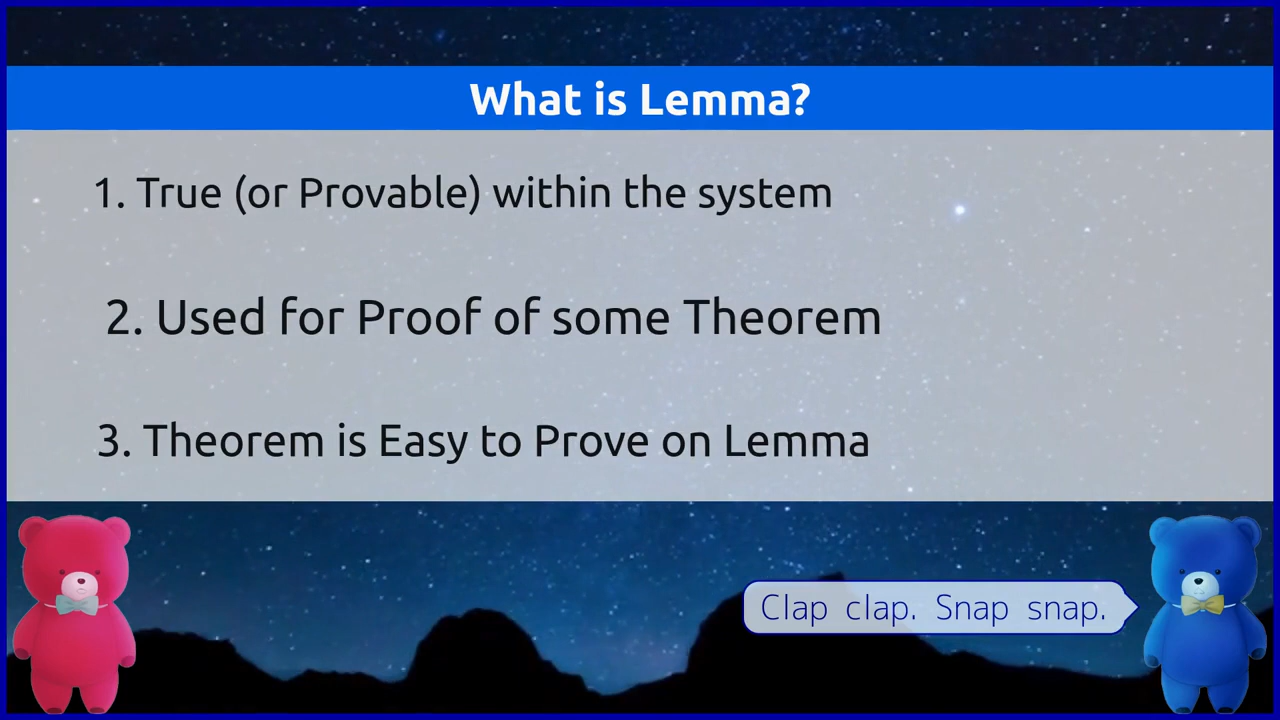 What is Lemma?
1. True (or Provable) within the system
2. Used for Proof of some Theorem
3. Theorem is Easy to Prove on Lemma
Clap clap. Snap snap.